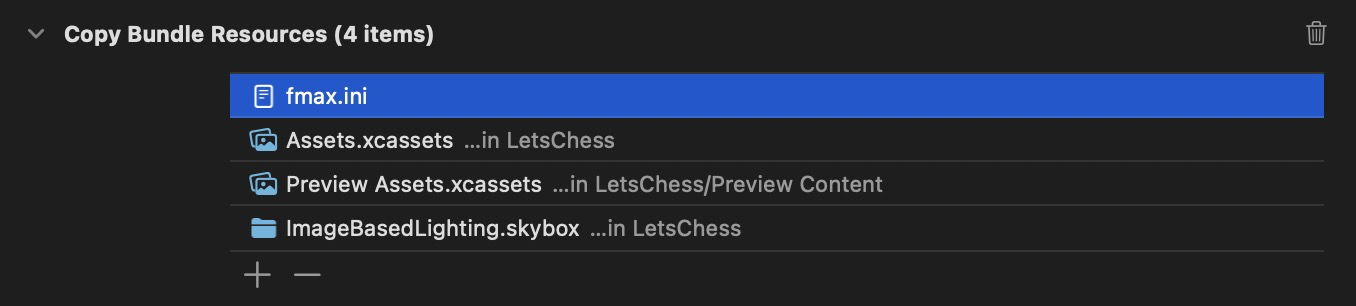 Copy Bundle Resources (4 items)
fmax.ini
Assets.xcassets ...in LetsChess
Preview Assets.xcassets ...in LetsChess/Preview Content
ImageBasedLighting.skybox ...in LetsChess